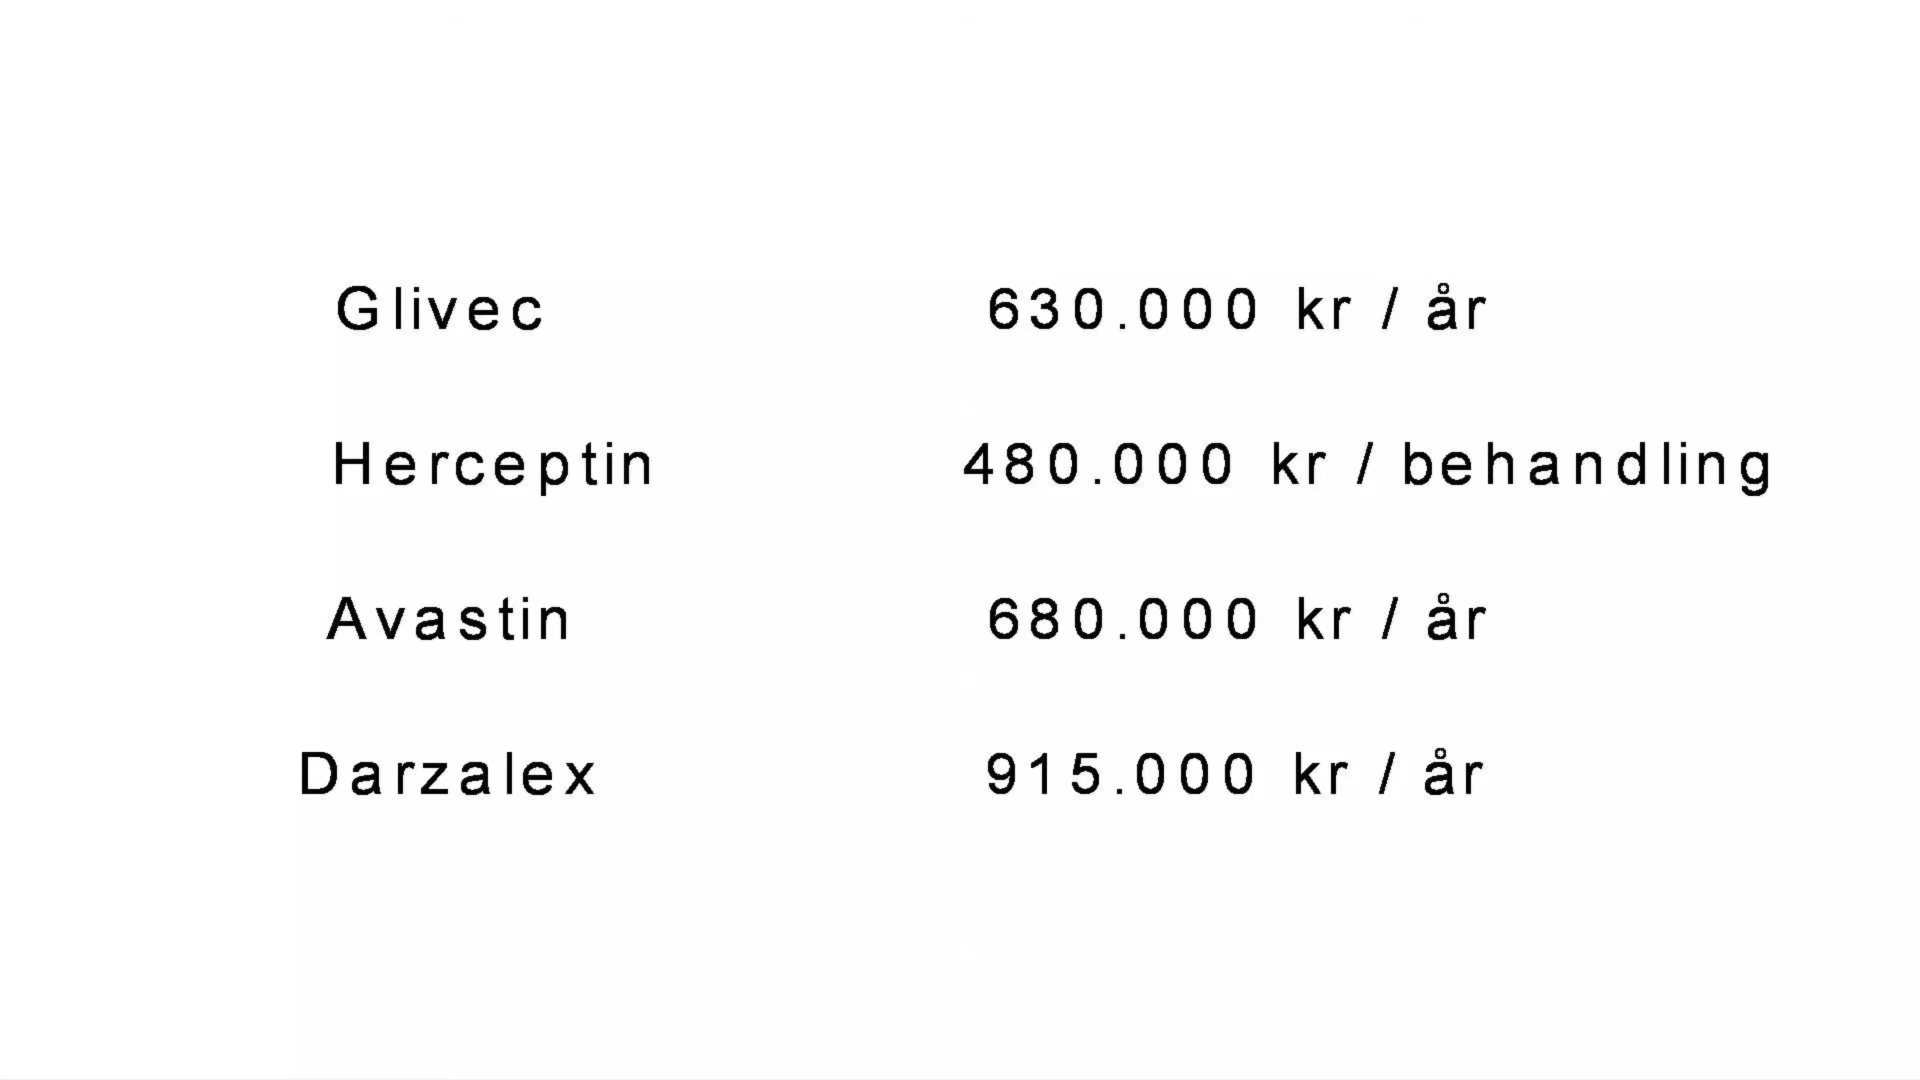 Glivec 630.000 kr / år
Herceptin 480.000 kr / behandling
Avastin 680.000 kr / år
Darzalex 915.000 kr / år